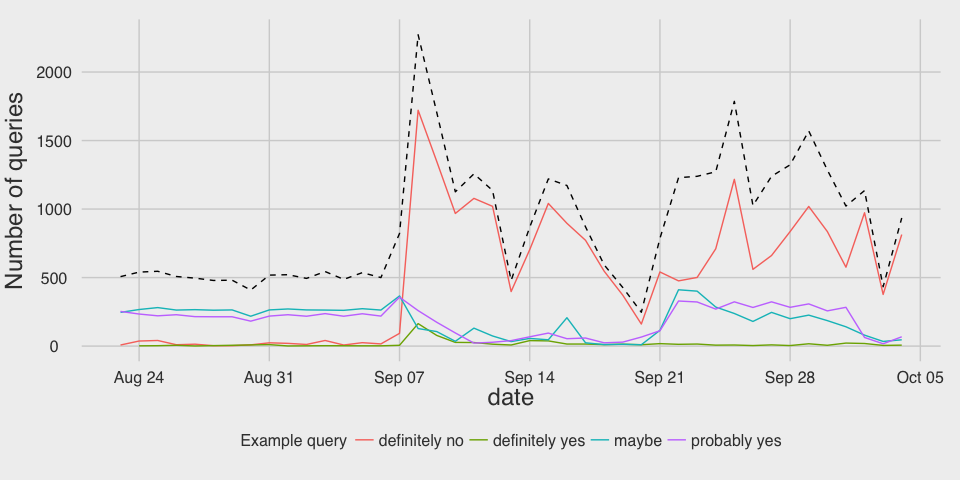 Number of queries
2000
1500
1000
500
0
Aug 24 Aug 31 Sep 07 Sep 14 Sep 21 Sep 28 Oct 05
date
Example query definitely no definitely yes maybe probably yes